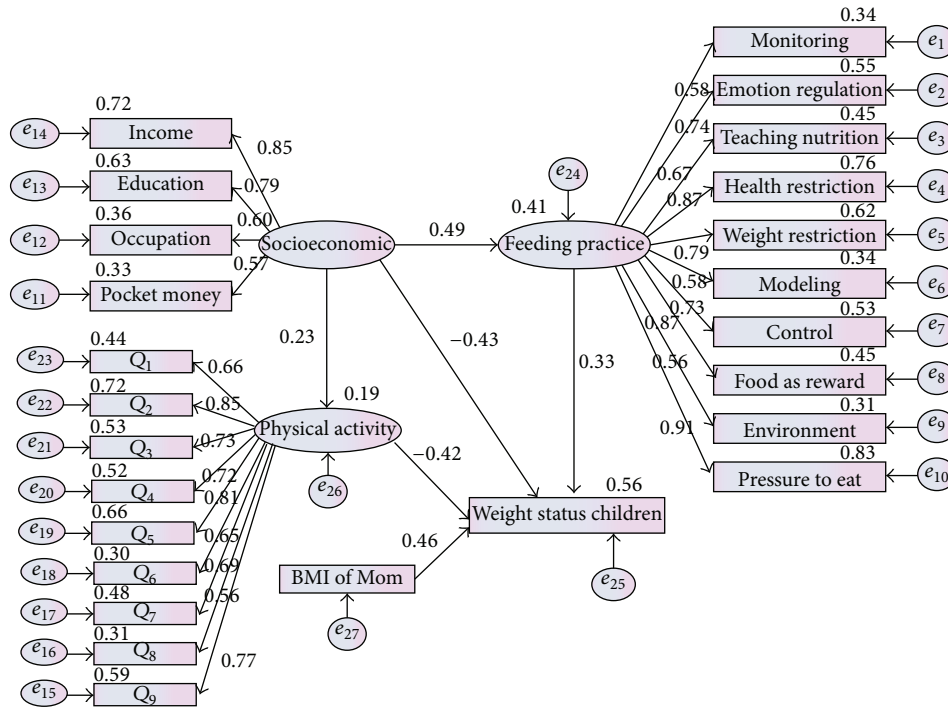 0.34
Monitoring
e1
0.55
0.58
Emotion regulation
e2
0.45
0.74
Teaching nutrition
e3
0.76
0.67
Health restriction
e4
0.87
0.62
Weight restriction
e5
0.79
0.34
Modeling
e6
0.58
0.53
Control
e7
0.73
0.45
Food as reward
e8
0.87
0.31
Environment
e9
0.56
0.83
Pressure to eat
e10
0.91
e24
0.41
Feeding practice
0.49
Socioeconomic
0.72
e14
Income
0.85
0.63
e13
Education
0.79
0.36
e12
Occupation
0.60
0.33
e11
Pocket money
0.57
0.23
−0.43
0.33
0.44
e23
Q1
0.66
0.72
e22
Q2
0.85
0.53
e21
Q3
0.73
0.52
e20
Q4
0.72
0.66
e19
Q5
0.81
0.30
e18
Q6
0.65
0.48
e17
Q7
0.69
0.31
e16
Q8
0.56
0.59
e15
Q9
0.77
0.19
Physical activity
e26
−0.42
0.56
Weight status children
0.46
BMI of Mom
e25
e27